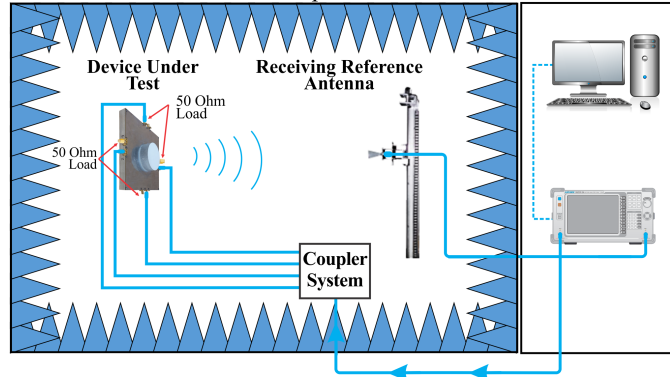 Device Under
Test
Receiving Reference
Antenna
50 Ohm
Load
50 Ohm
Load
Coupler
System